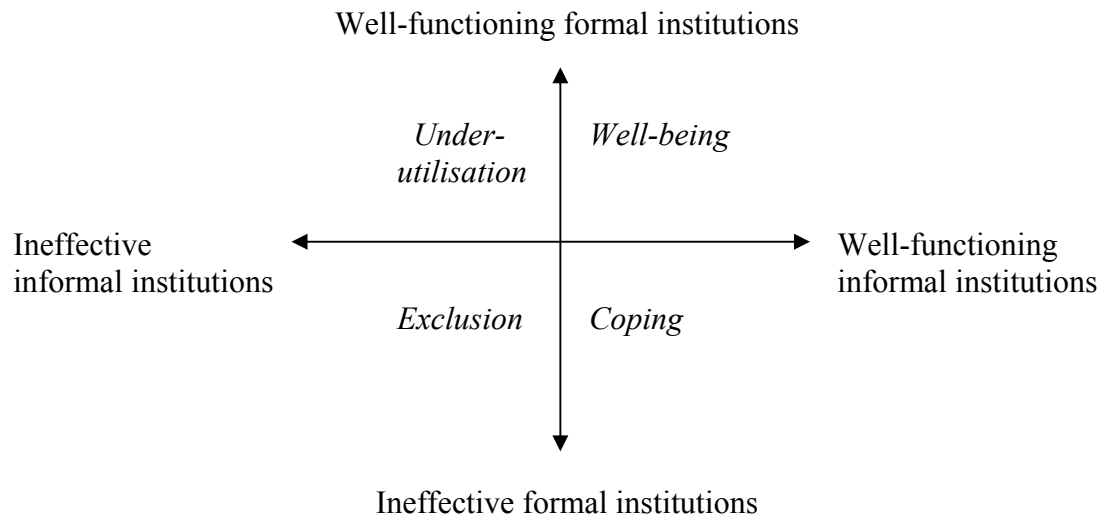 Well-functioning formal institutions
Under-
utilisation
Well-being
Ineffective
informal institutions
Well-functioning
informal institutions
Exclusion
Coping
Ineffective formal institutions